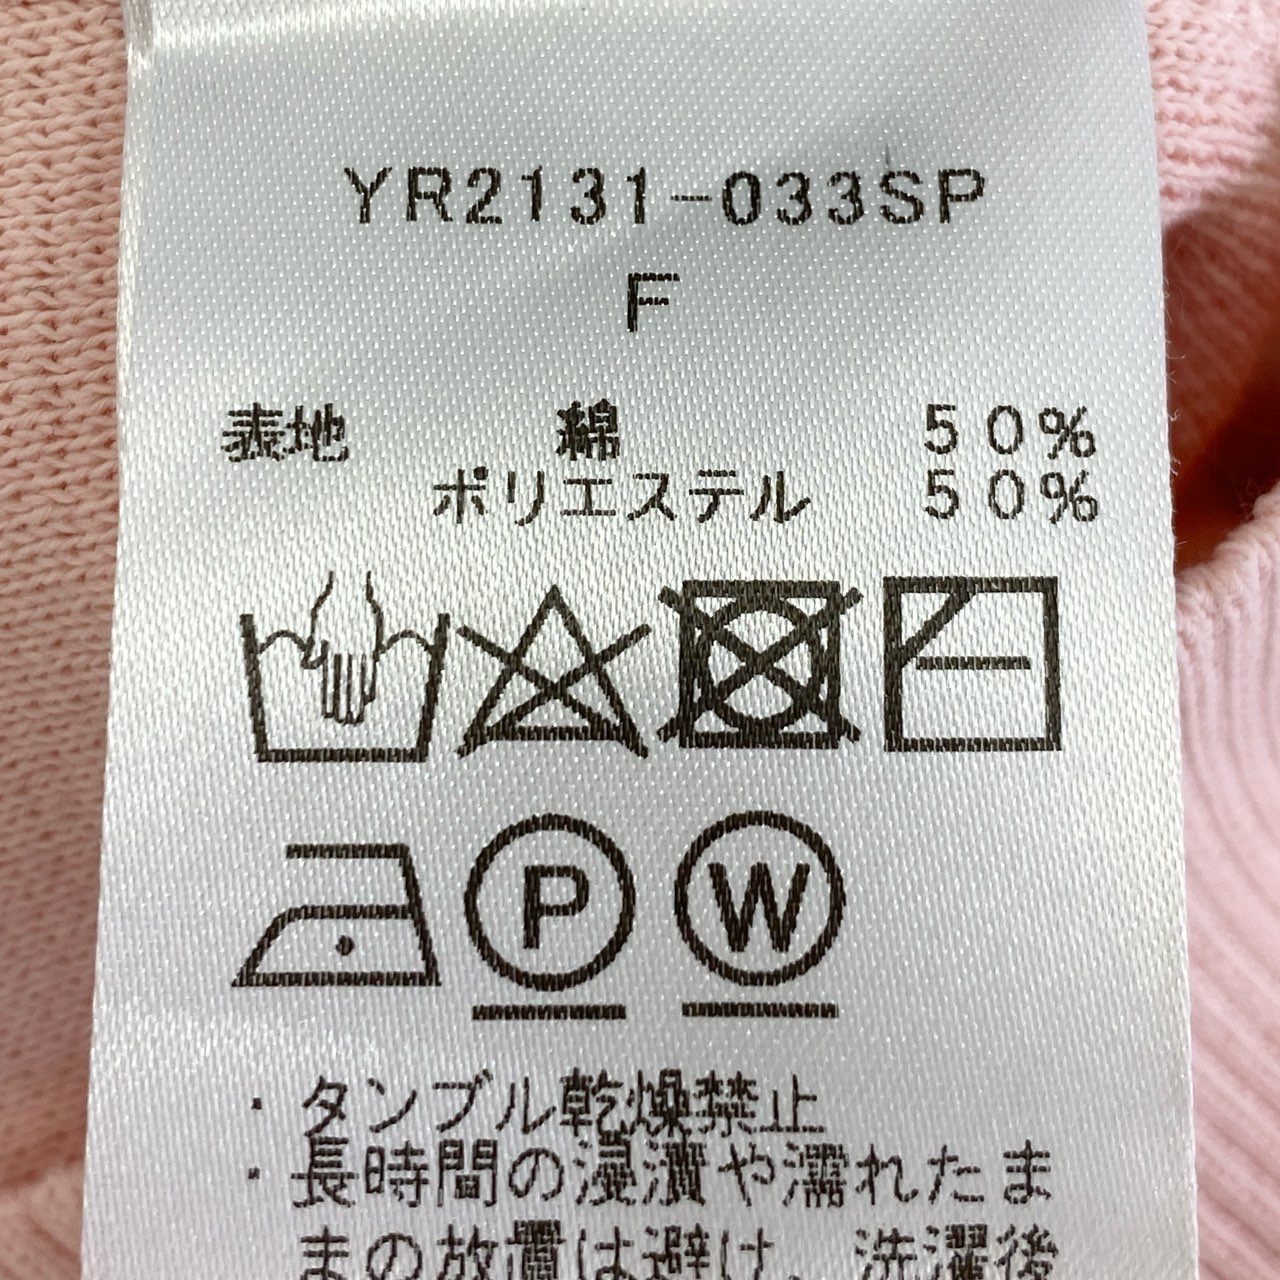 YR2131-033SP
F
表地 綿 50%
ポリエステル 50%
P W
・タンブル乾燥禁止
・長時間の浸漬や濡れたま
まの放置は避け、洗濯後